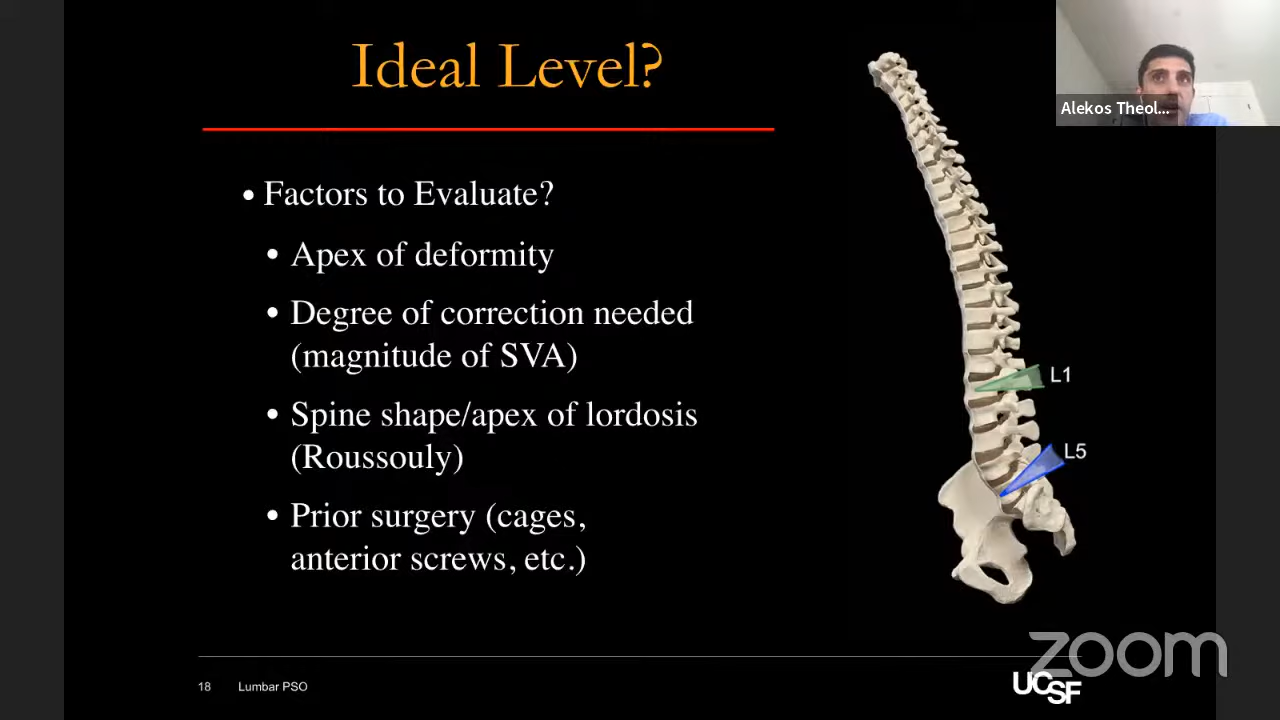 Ideal Level?
Alekos Theol...
• Factors to Evaluate?
• Apex of deformity
• Degree of correction needed
(magnitude of SVA)
• Spine shape/apex of lordosis
(Roussouly)
• Prior surgery (cages,
anterior screws, etc.)
L1
L5
zoom
18 Lumbar PSO
UCSF